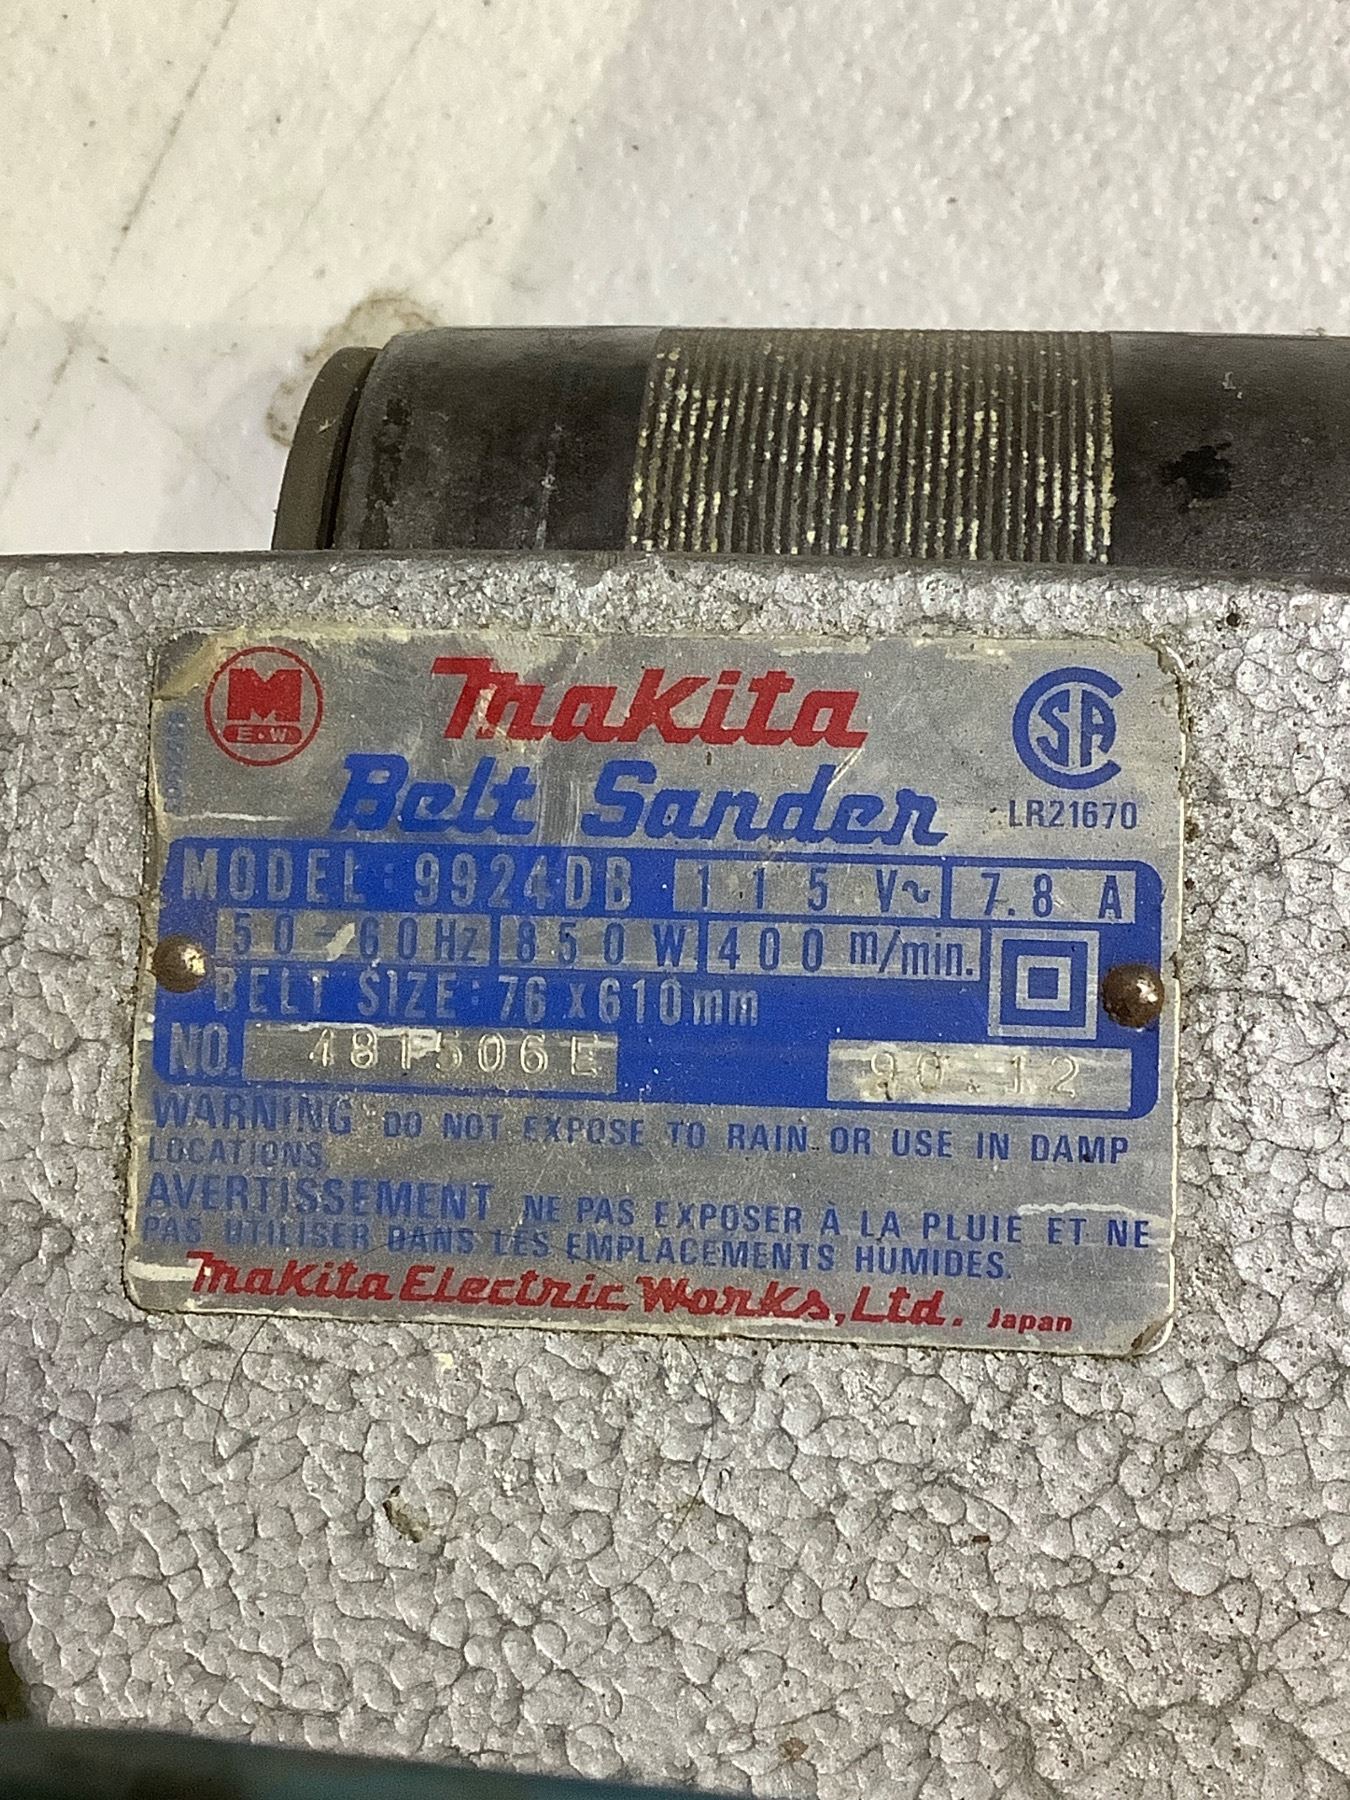 M
E·W
Makita
CSA
Belt Sander
LR21670
MODEL: 9924DB 115 V~ 7.8 A
50-60Hz 850 W 400 m/min.
BELT SIZE: 76 x 610mm
NO. 481506E 90.12
WARNING DO NOT EXPOSE TO RAIN OR USE IN DAMP
LOCATIONS.
AVERTISSEMENT NE PAS EXPOSER À LA PLUIE ET NE
PAS UTILISER DANS LES EMPLACEMENTS HUMIDES.
Makita Electric Works, Ltd. Japan